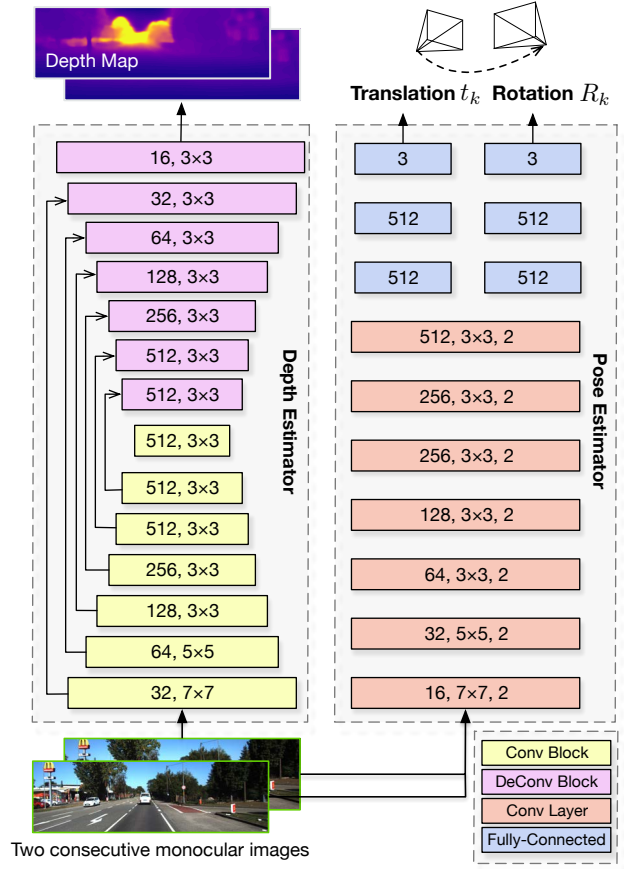 Depth Map
Translation t_k Rotation R_k
16, 3×3
32, 3×3
64, 3×3
128, 3×3
256, 3×3
512, 3×3
512, 3×3
512, 3×3
512, 3×3
512, 3×3
256, 3×3
128, 3×3
64, 5×5
32, 7×7
Depth Estimator
3 3
512 512
512 512
512, 3×3, 2
256, 3×3, 2
256, 3×3, 2
128, 3×3, 2
64, 3×3, 2
32, 5×5, 2
16, 7×7, 2
Pose Estimator
Two consecutive monocular images
Conv Block
DeConv Block
Conv Layer
Fully-Connected